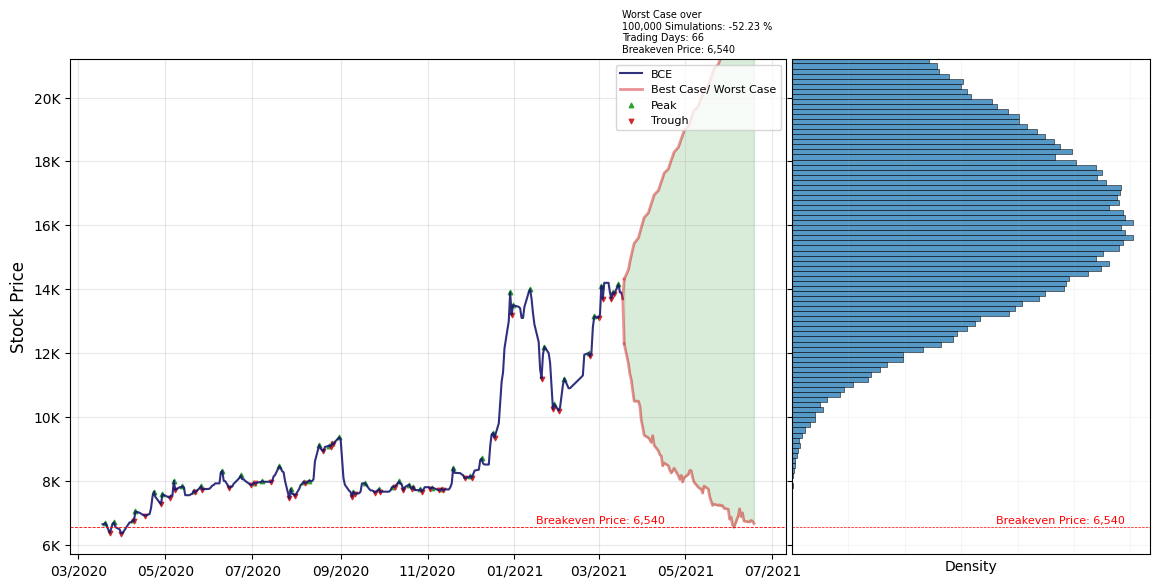 Worst Case over
100,000 Simulations: -52.23 %
Trading Days: 66
Breakeven Price: 6,540
BCE
Best Case/ Worst Case
Peak
Trough
Stock Price
20K
18K
16K
14K
12K
10K
8K
6K
Breakeven Price: 6,540
Breakeven Price: 6,540
03/2020
05/2020
07/2020
09/2020
11/2020
01/2021
03/2021
05/2021
07/2021
Density